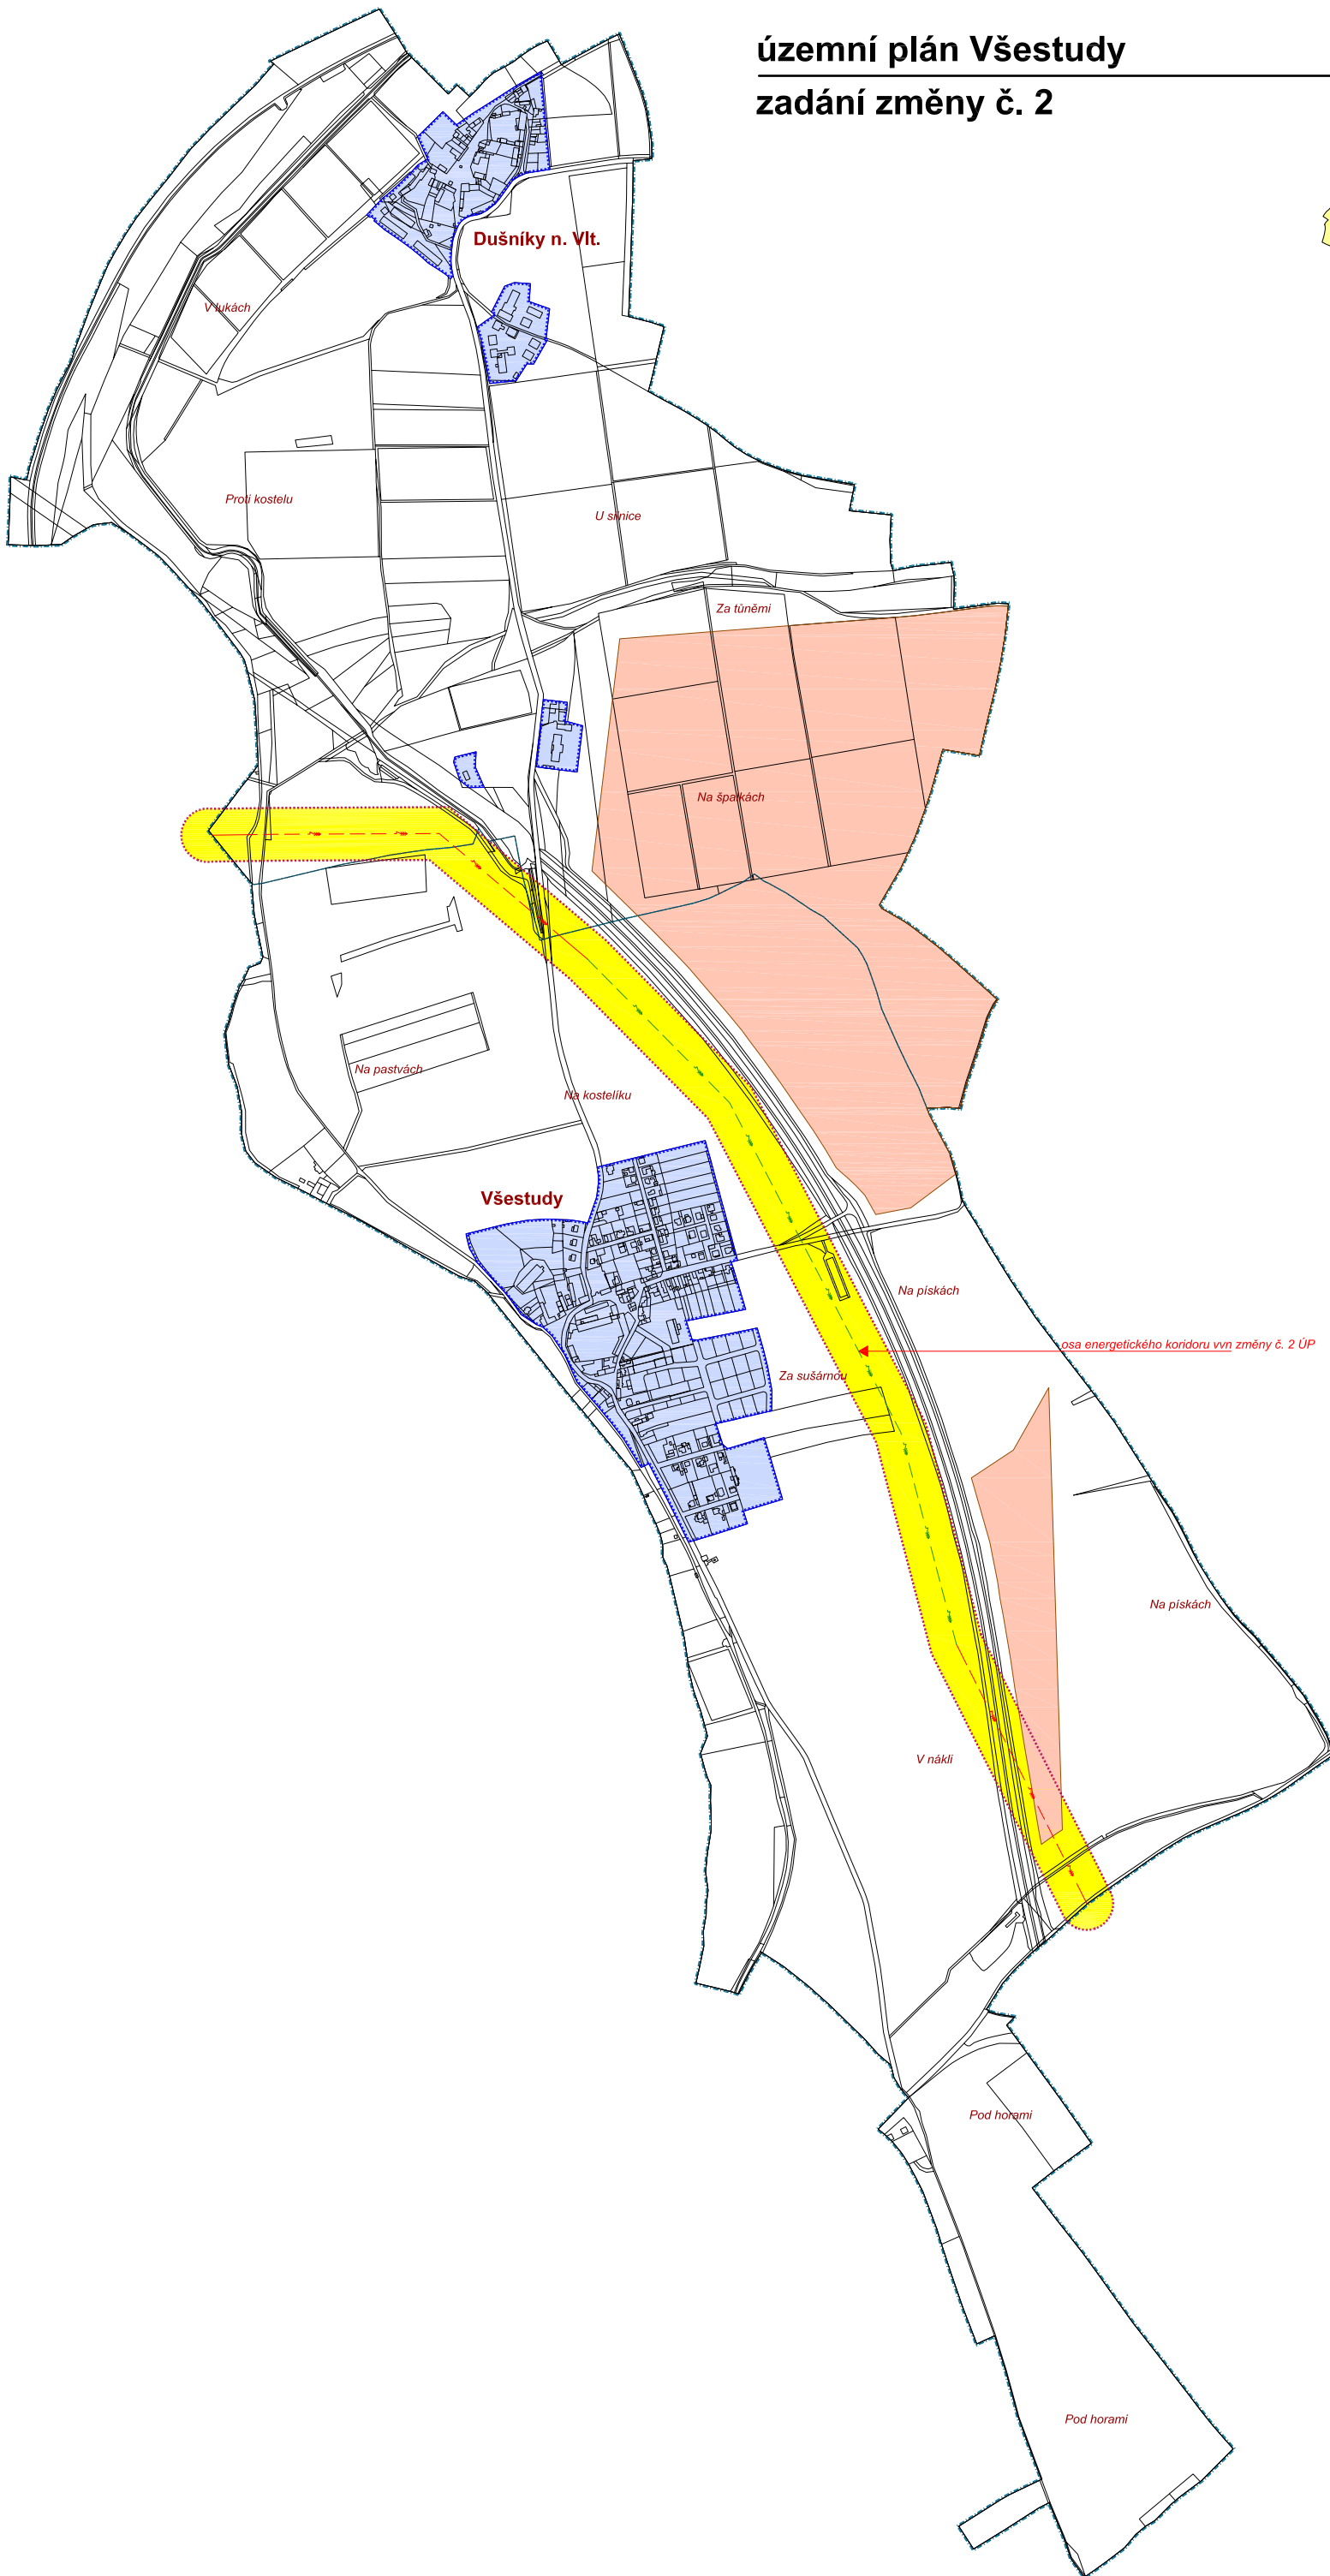 územní plán Všestudy
zadání změny č. 2
Dušníky n. Vlt.
V lukách
Proti kostelu
U silnice
Za tůněmi
Na špalkách
Na pastvách
Na kostelíku
Všestudy
Na pískách
osa energetického koridoru vvn změny č. 2 ÚP
Za sušárnou
Na pískách
V nákli
Pod horami
Pod horami